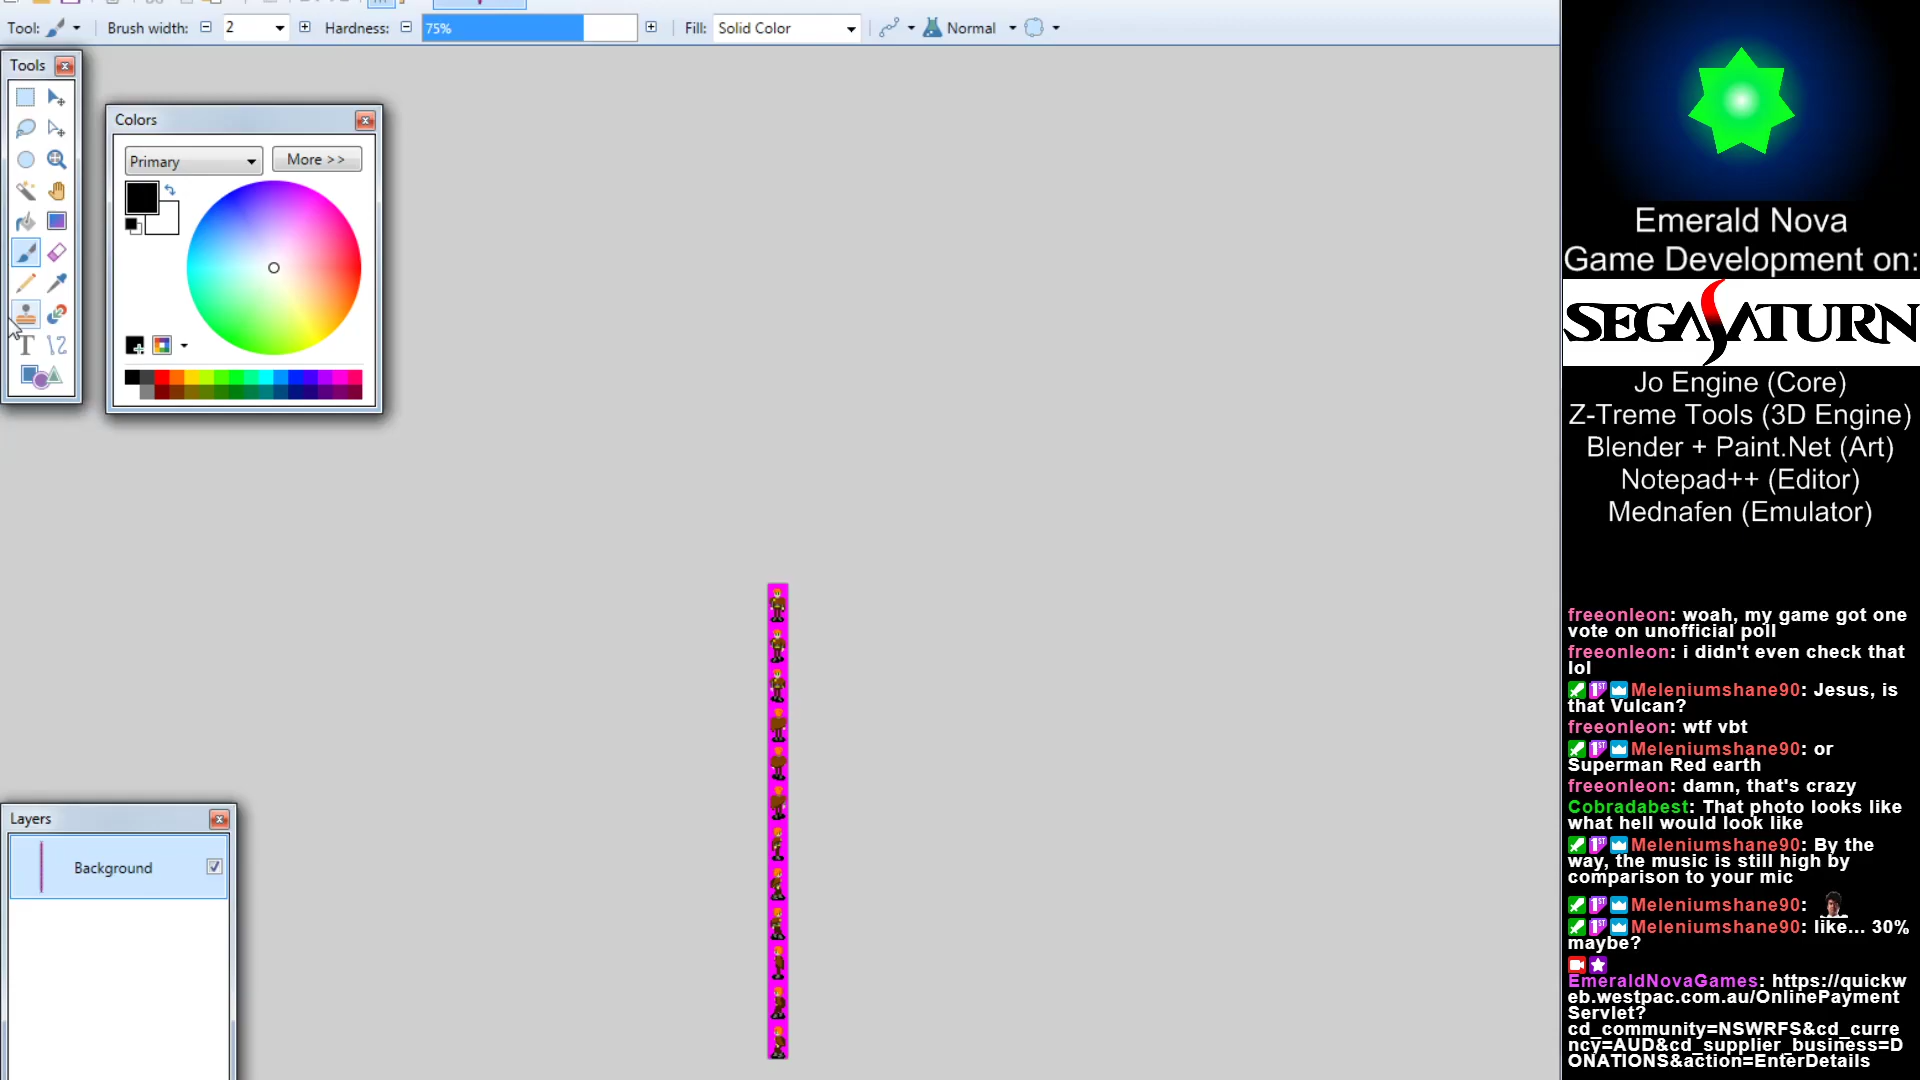 Tool:
Brush width:
2
Hardness:
75%
Fill:
Solid Color
Normal
Tools
Colors
Primary
More >>
T
Layers
Background
Emerald Nova
Game Development on:
SEGA SATURN
Jo Engine (Core)
Z-Treme Tools (3D Engine)
Blender + Paint.Net (Art)
Notepad++ (Editor)
Mednafen (Emulator)
freeonleon: woah, my game got one
vote on unofficial poll
freeonleon: i didn't even check that
lol
1ST Meleniumshane90: Jesus, is
that Vulcan?
freeonleon: wtf vbt
1ST Meleniumshane90: or
Superman Red earth
freeonleon: damn, that's crazy
Cobradabest: That photo looks like
what hell would look like
1ST Meleniumshane90: By the
way, the music is still high by
comparison to your mic
1ST Meleniumshane90:
1ST Meleniumshane90: like... 30%
maybe?
EmeraldNovaGames: https://quickw
eb.westpac.com.au/OnlinePayment
Servlet?
cd_community=NSWRFS&cd_curre
ncy=AUD&cd_supplier_business=D
ONATIONS&action=EnterDetails